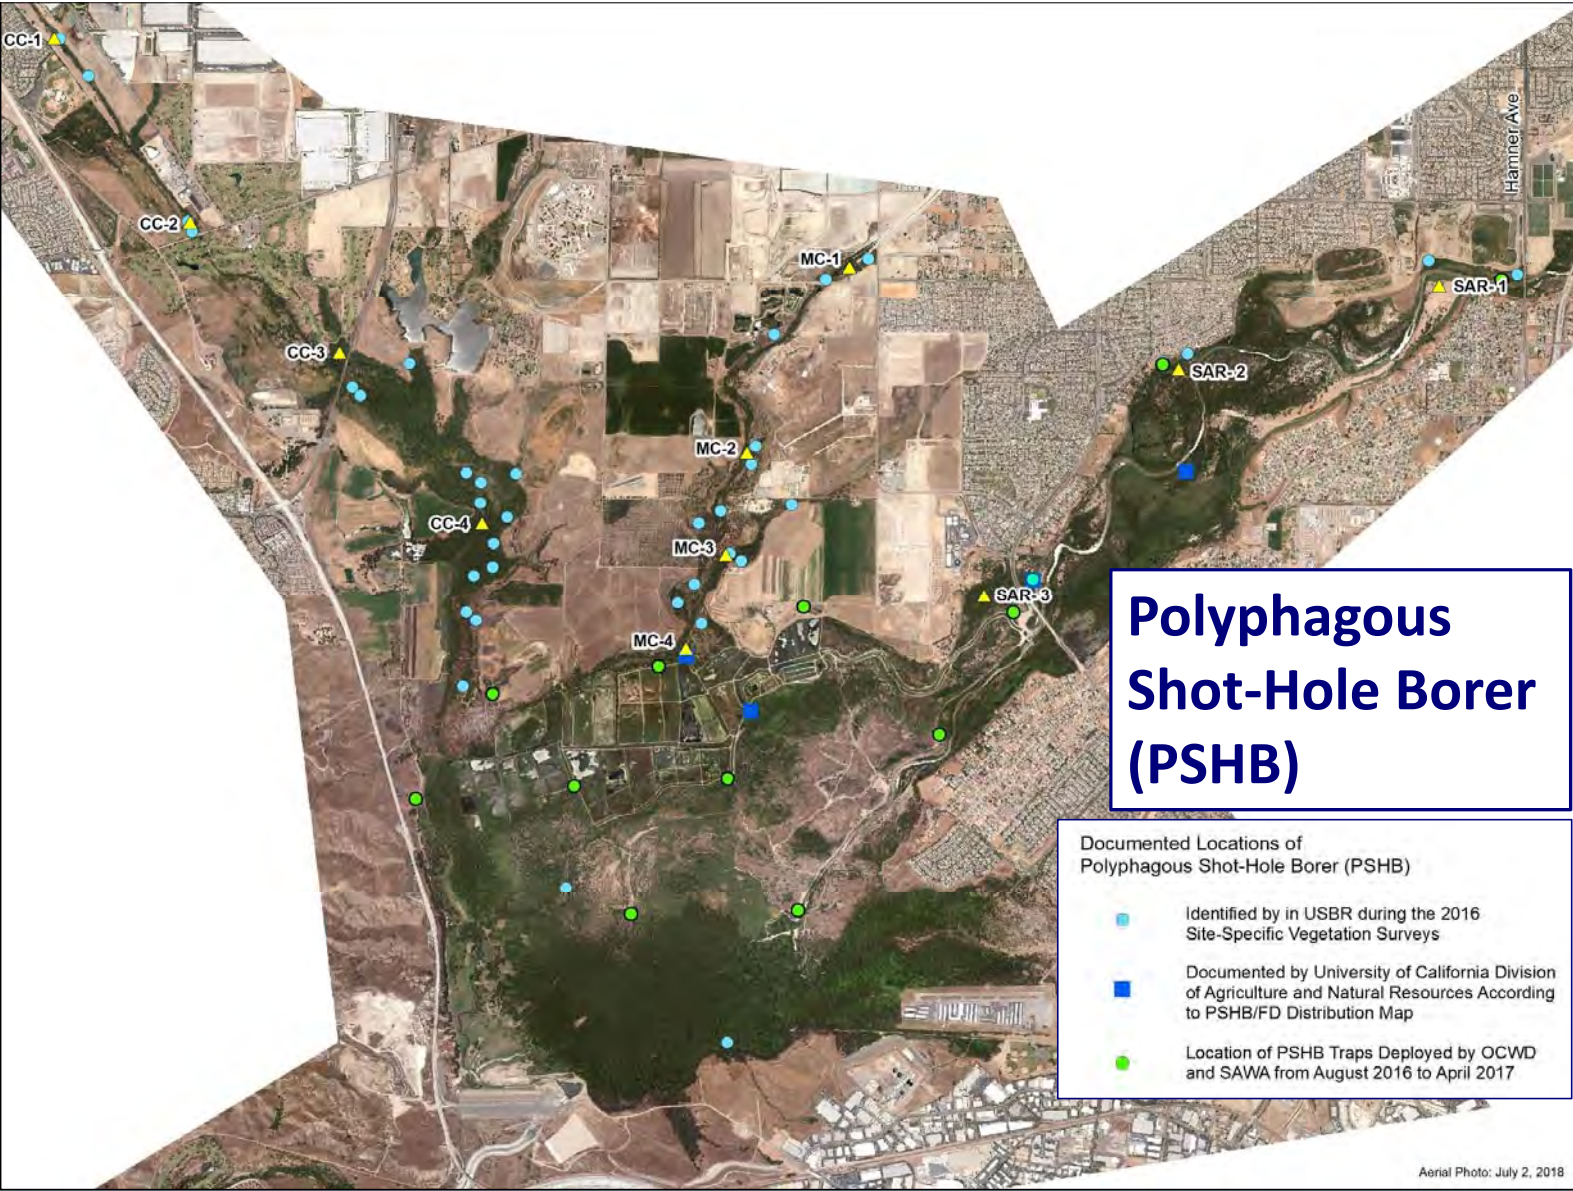 CC-1
Hamner Ave
CC-2
MC-1
SAR-1
CC-3
SAR-2
MC-2
CC-4
MC-3
SAR-3
MC-4
Polyphagous
Shot-Hole Borer
(PSHB)
Documented Locations of
Polyphagous Shot-Hole Borer (PSHB)
Identified by in USBR during the 2016
Site-Specific Vegetation Surveys
Documented by University of California Division
of Agriculture and Natural Resources According
to PSHB/FD Distribution Map
Location of PSHB Traps Deployed by OCWD
and SAWA from August 2016 to April 2017
Aerial Photo: July 2, 2018